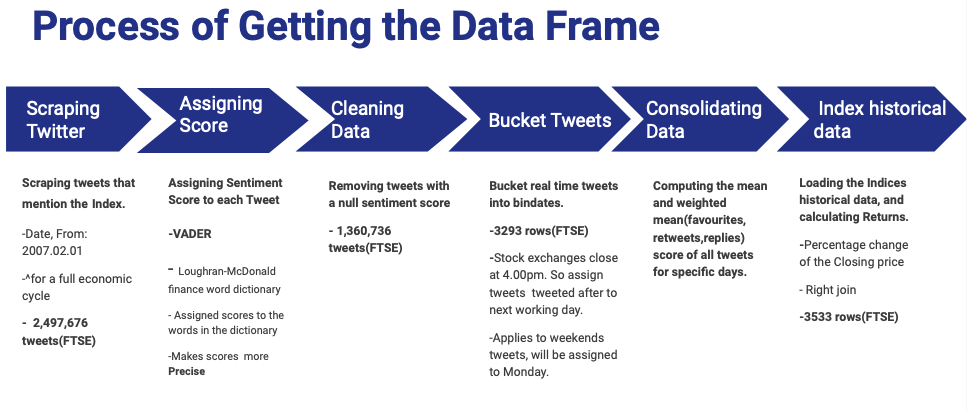 Process of Getting the Data Frame
Scraping
Twitter
Assigning
Score
Cleaning
Data
Bucket Tweets
Consolidating
Data
Index historical
data
Scraping tweets that
mention the Index.
-Date, From:
2007.02.01
-^for a full economic
cycle
- 2,497,676
tweets(FTSE)
Assigning Sentiment
Score to each Tweet
-VADER
- Loughran-McDonald
finance word dictionary
- Assigned scores to the
words in the dictionary
-Makes scores more
Precise
Removing tweets with
a null sentiment score
- 1,360,736
tweets(FTSE)
Bucket real time tweets
into bindates.
-3293 rows(FTSE)
-Stock exchanges close
at 4.00pm. So assign
tweets tweeted after to
next working day.
-Applies to weekends
tweets, will be assigned
to Monday.
Computing the mean
and weighted
mean(favourites,
retweets,replies)
score of all tweets
for specific days.
Loading the Indices
historical data, and
calculating Returns.
-Percentage change
of the Closing price
- Right join
-3533 rows(FTSE)